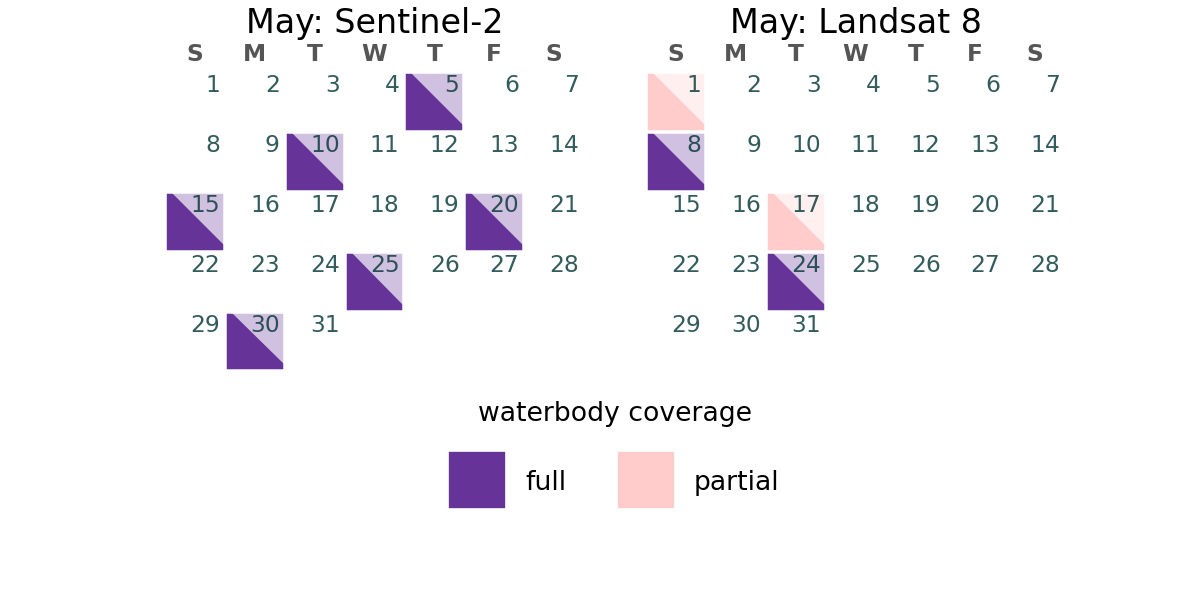 May: Sentinel-2
S M T W T F S
1 2 3 4 5 6 7
8 9 10 11 12 13 14
15 16 17 18 19 20 21
22 23 24 25 26 27 28
29 30 31
May: Landsat 8
S M T W T F S
1 2 3 4 5 6 7
8 9 10 11 12 13 14
15 16 17 18 19 20 21
22 23 24 25 26 27 28
29 30 31
waterbody coverage
full
partial